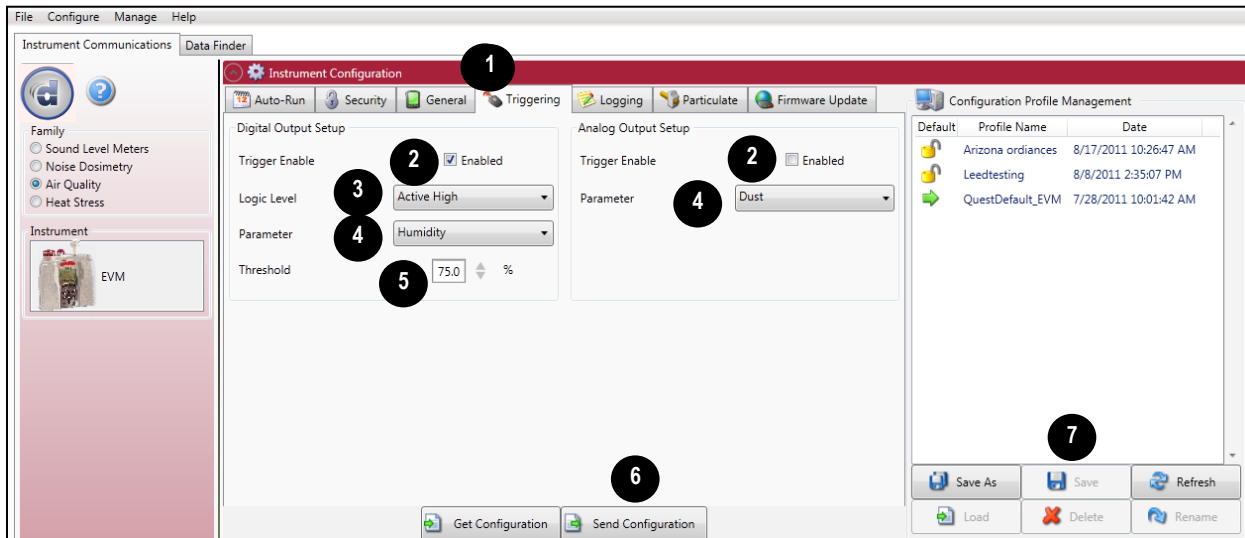 File Configure Manage Help
Instrument Communications Data Finder
d ?
Family
Sound Level Meters
Noise Dosimetry
Air Quality
Heat Stress
Instrument
EVM
1
Instrument Configuration
12 Auto-Run Security General Triggering Logging Particulate Firmware Update
Digital Output Setup
Trigger Enable 2 Enabled
Logic Level 3 Active High
Parameter 4 Humidity
Threshold 5 75.0 %
Analog Output Setup
Trigger Enable 2 Enabled
Parameter 4 Dust
6
Get Configuration Send Configuration
Configuration Profile Management
Default Profile Name Date
Arizona ordiances 8/17/2011 10:26:47 AM
Leedtesting 8/8/2011 2:35:07 PM
QuestDefault_EVM 7/28/2011 10:01:42 AM
7
Save As Save Refresh
Load Delete Rename